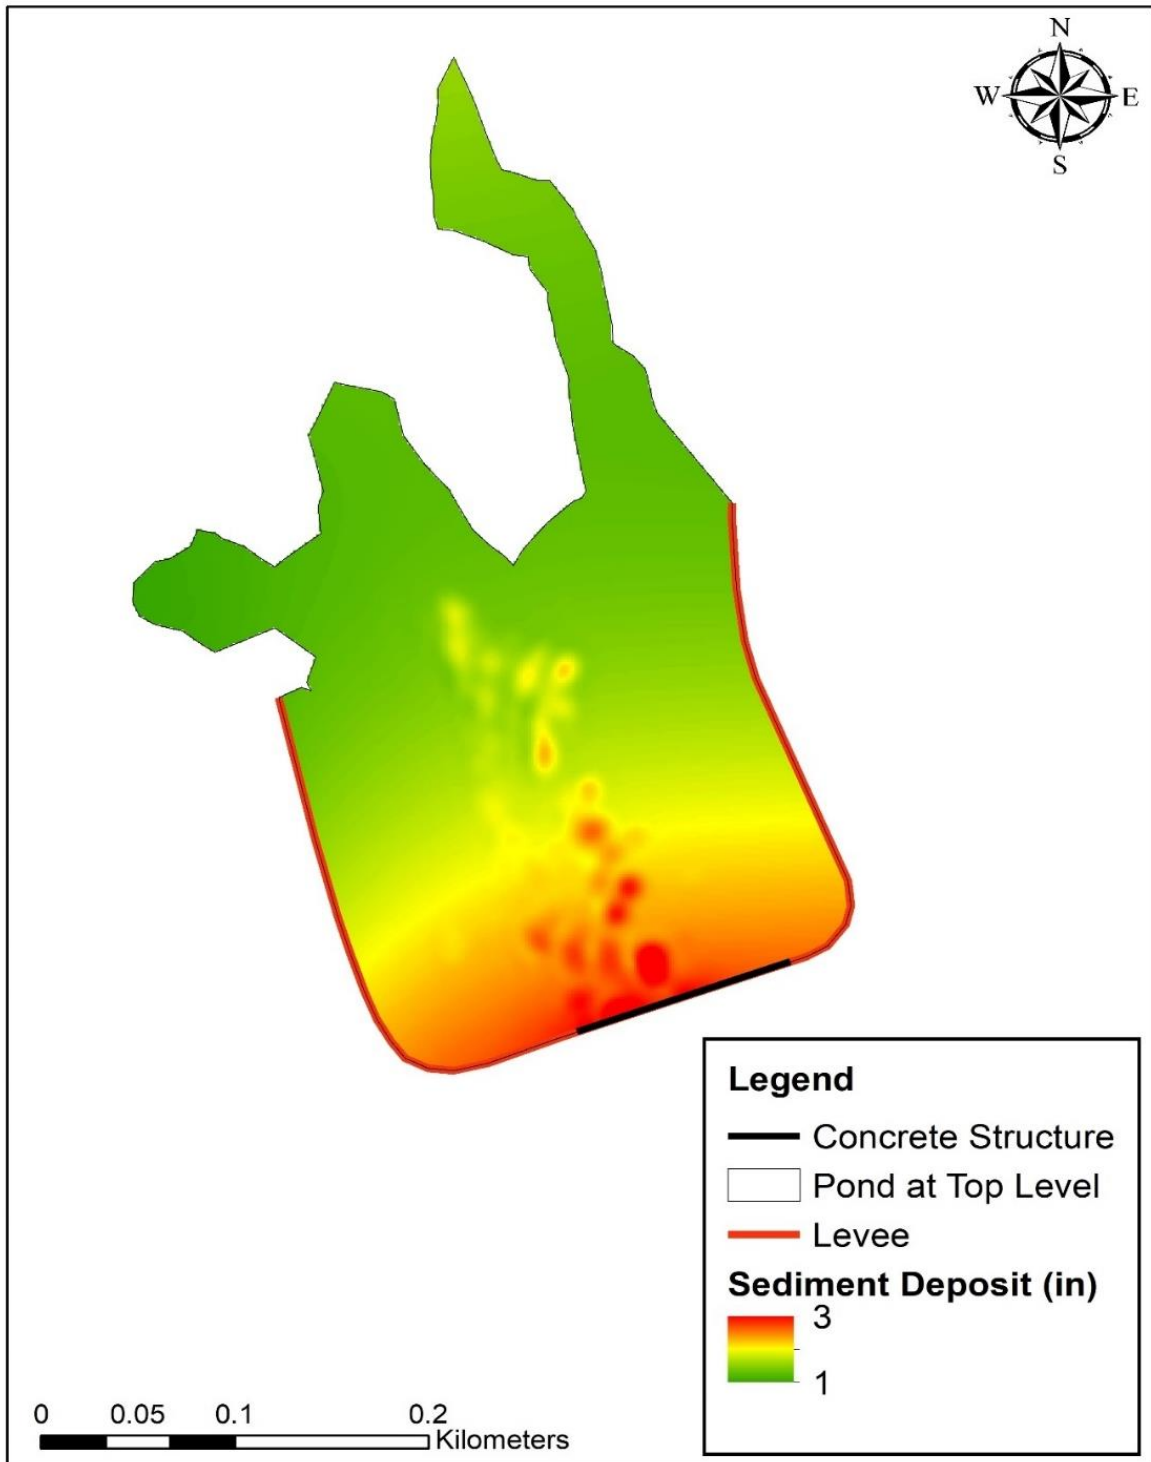 N
W E
S
Legend
Concrete Structure
Pond at Top Level
Levee
Sediment Deposit (in)
3
1
0 0.05 0.1 0.2
Kilometers